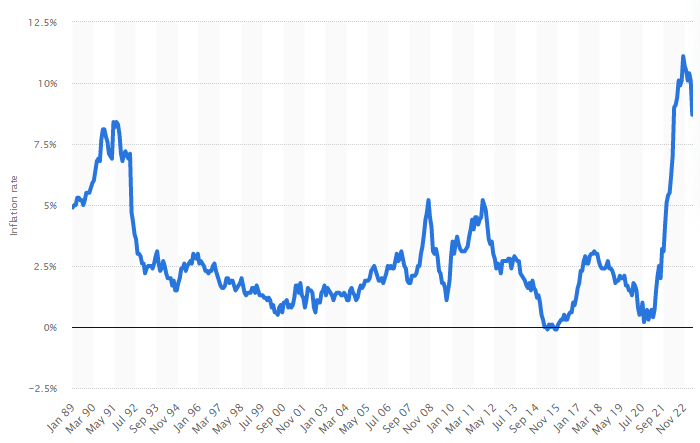 12.5%
10%
7.5%
5%
2.5%
0%
−2.5%
Inflation rate
Jan 89
Mar 90
May 91
Jul 92
Sep 93
Nov 94
Jan 96
Mar 97
May 98
Jul 99
Sep 00
Nov 01
Jan 03
Mar 04
May 05
Jul 06
Sep 07
Nov 08
Jan 10
Mar 11
May 12
Jul 13
Sep 14
Nov 15
Jan 17
Mar 18
May 19
Jul 20
Sep 21
Nov 22